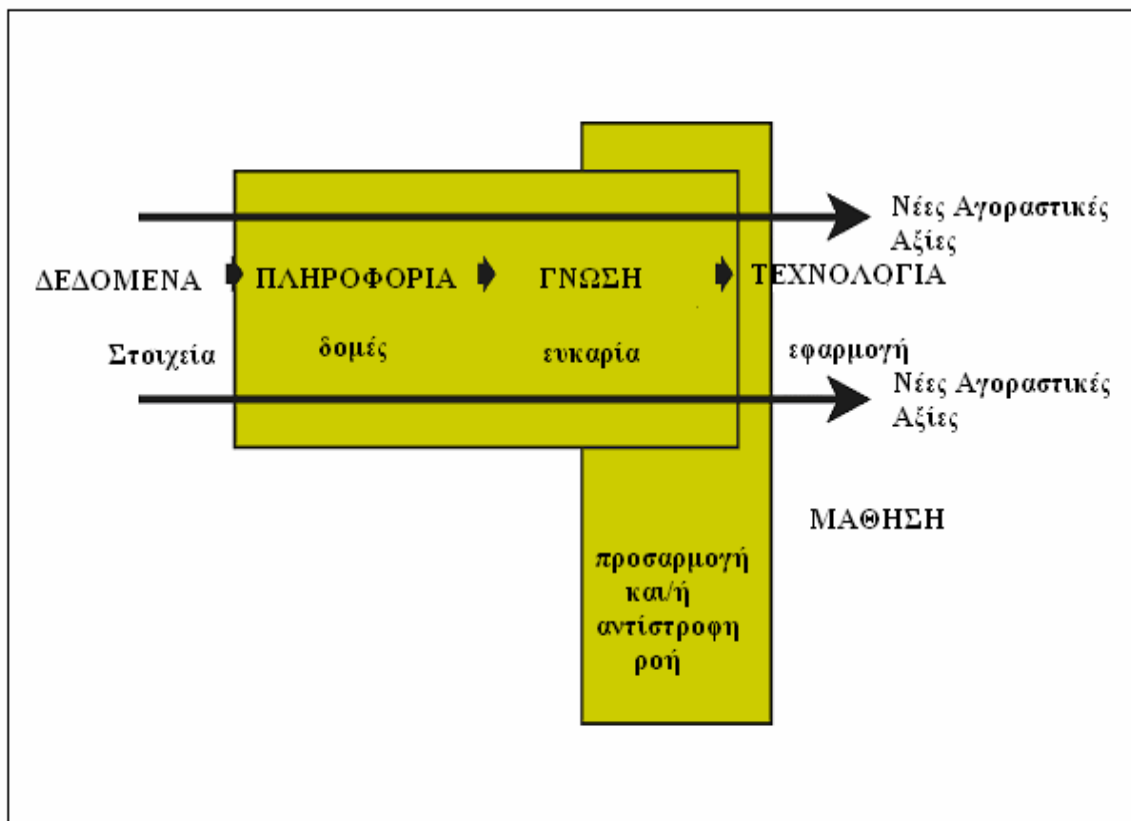 Νέες Αγοραστικές
Αξίες
ΔΕΔΟΜΕΝΑ ΠΛΗΡΟΦΟΡΙΑ ΓΝΩΣΗ ΤΕΧΝΟΛΟΓΙΑ
Στοιχεία δομές ευκαρία εφαρμογή
Νέες Αγοραστικές
Αξίες
ΜΑΘΗΣΗ
προσαρμογή
και/ή
αντίστροφη
ροή